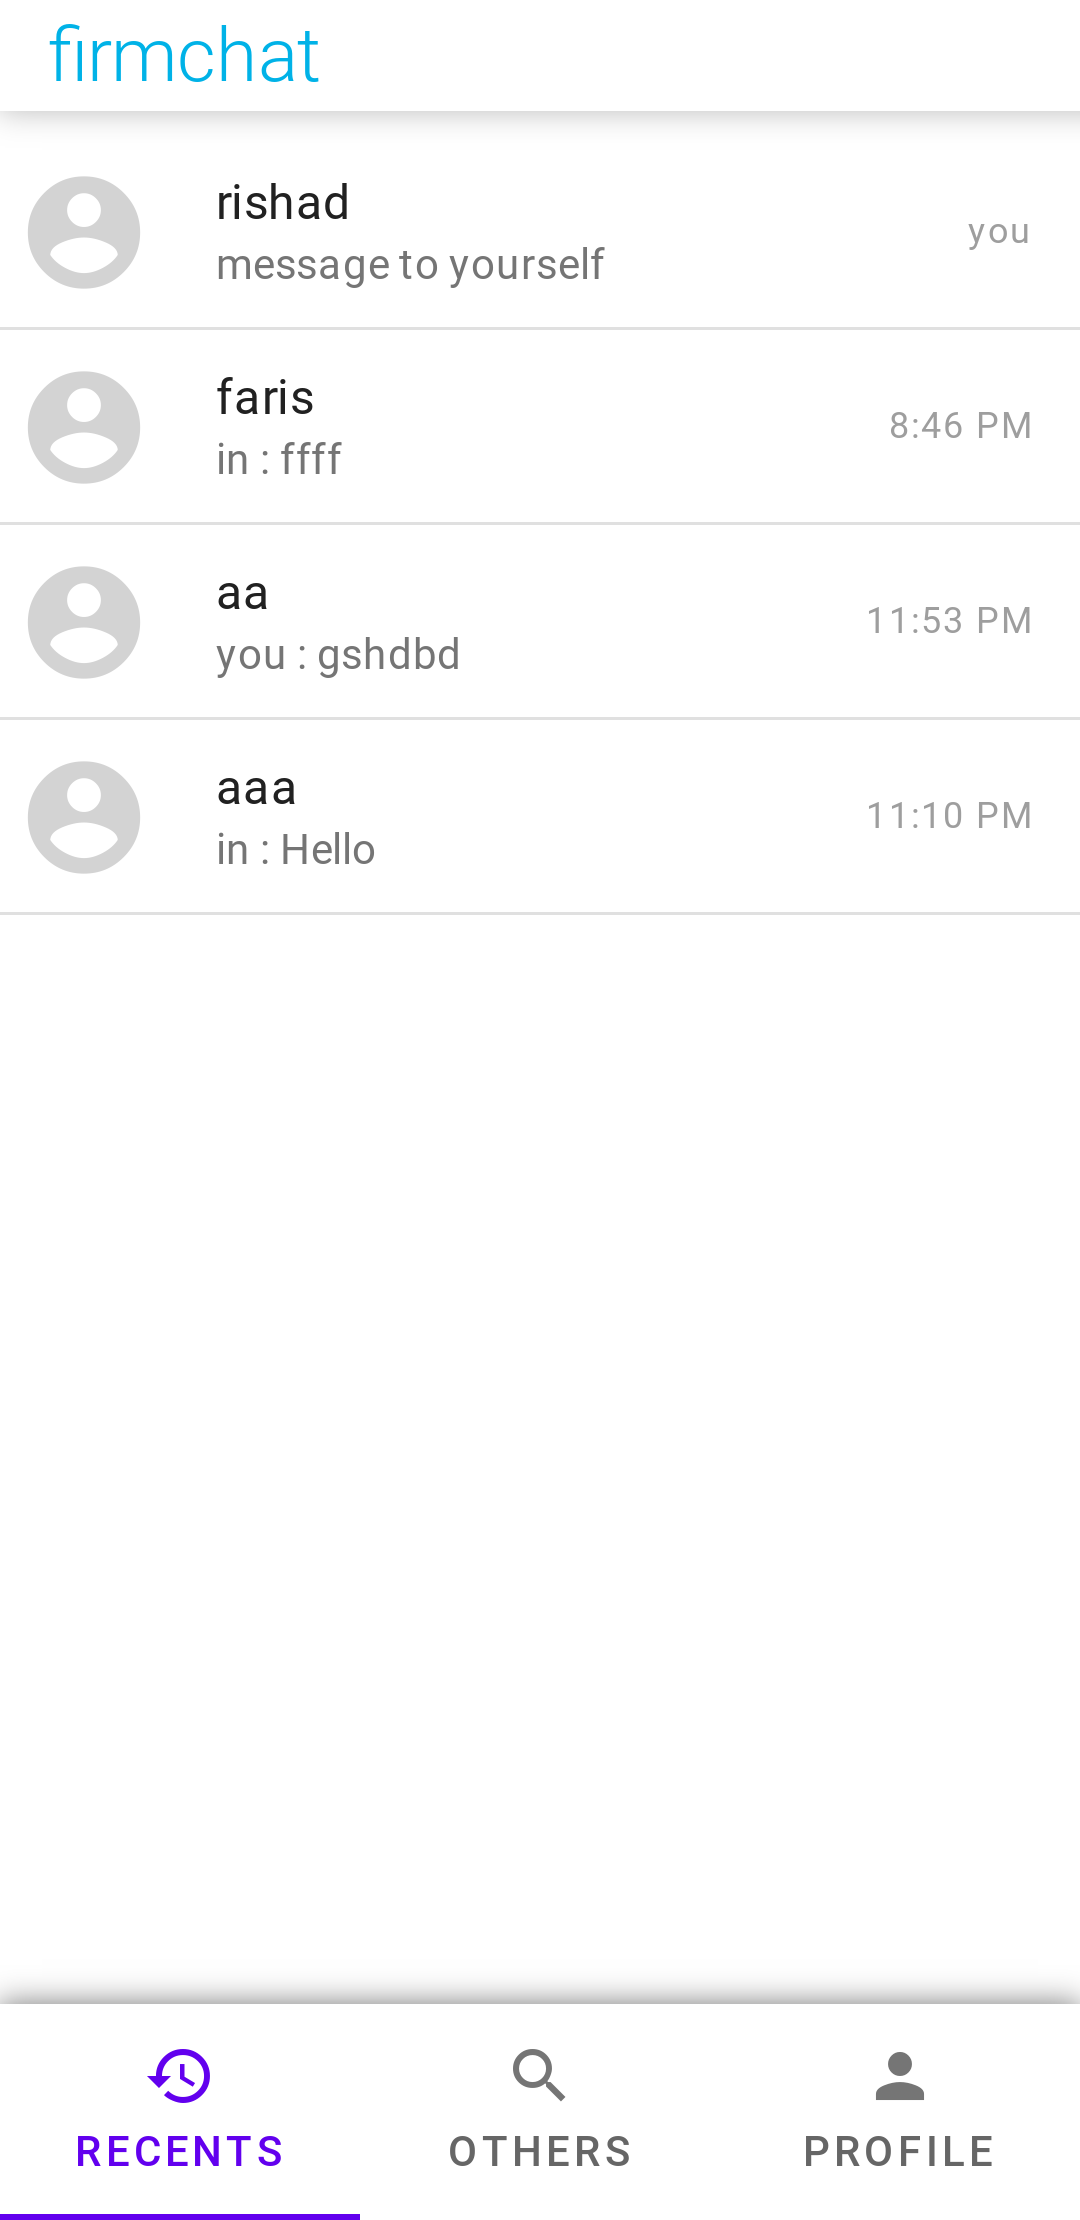 firmchat
rishad
message to yourself
you
faris
in : ffff
8:46 PM
aa
you : gshdbd
11:53 PM
aaa
in : Hello
11:10 PM
RECENTS
OTHERS
PROFILE